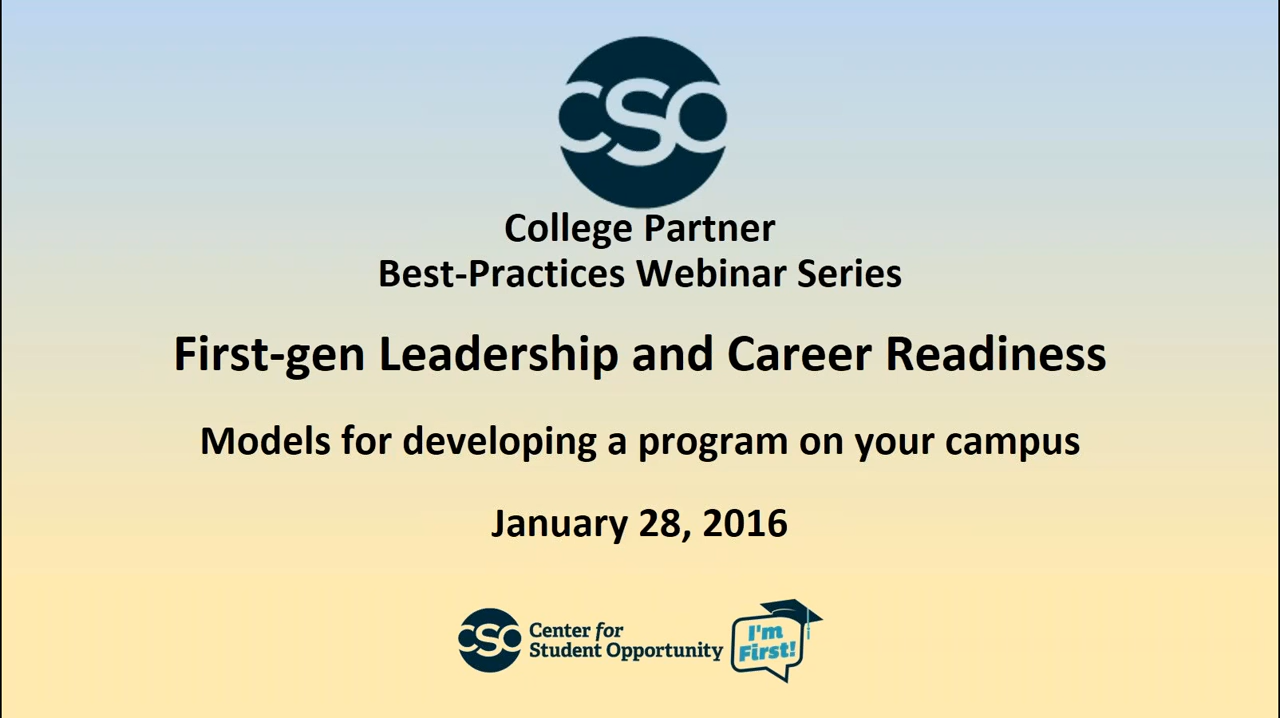 CSO
College Partner
Best-Practices Webinar Series
First-gen Leadership and Career Readiness
Models for developing a program on your campus
January 28, 2016
CSO Center for
Student Opportunity
I'm
First!